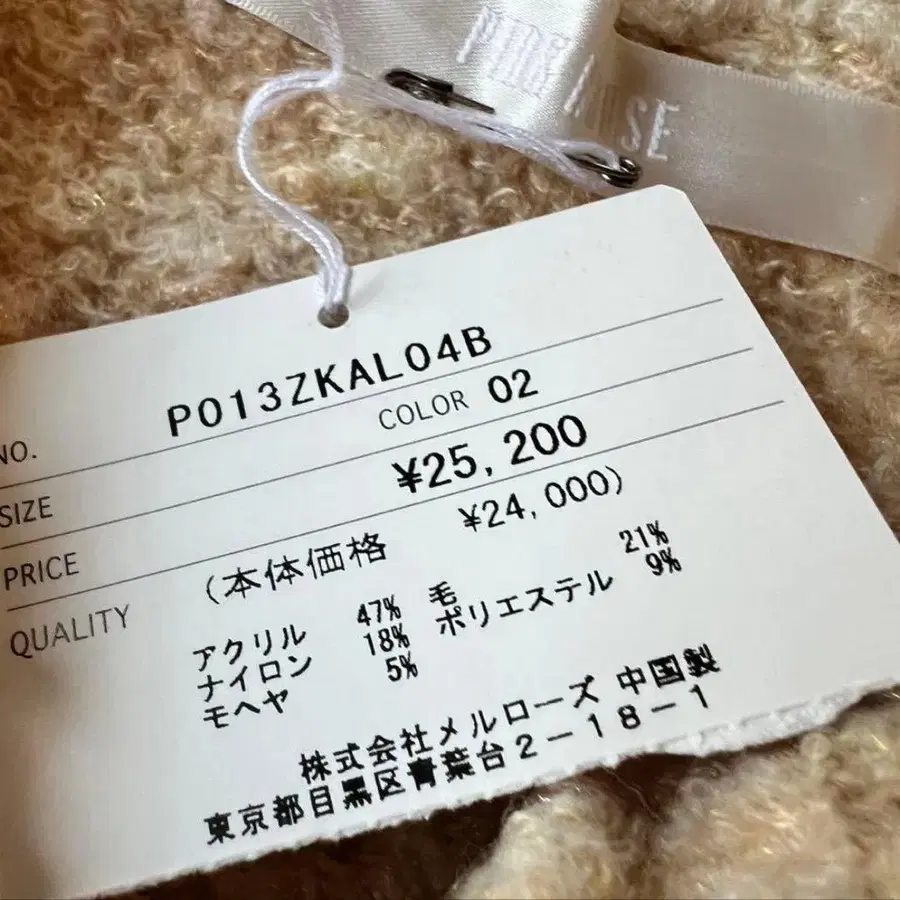 SE
NO. P013ZKAL04B
SIZE COLOR 02
PRICE ¥25,200
(本体価格 ¥24,000)
QUALITY
アクリル 47% 毛 21%
ナイロン 18% ポリエステル 9%
モヘヤ 5%
株式会社メルローズ 中国製
東京都目黒区青葉台2-18-1